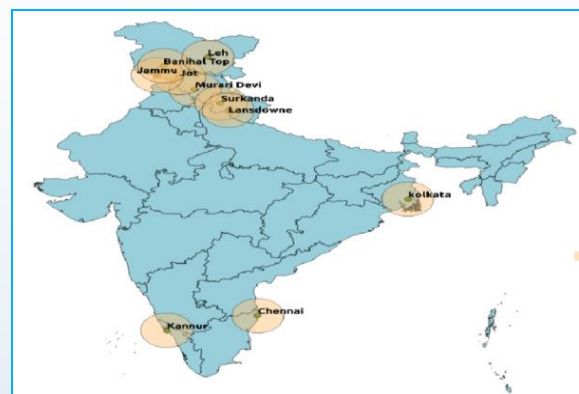 Leh
Banihal Top
Jammu
Jot
Murari Devi
Surkanda
Lansdowne
kolkata
Chennai
Kannur